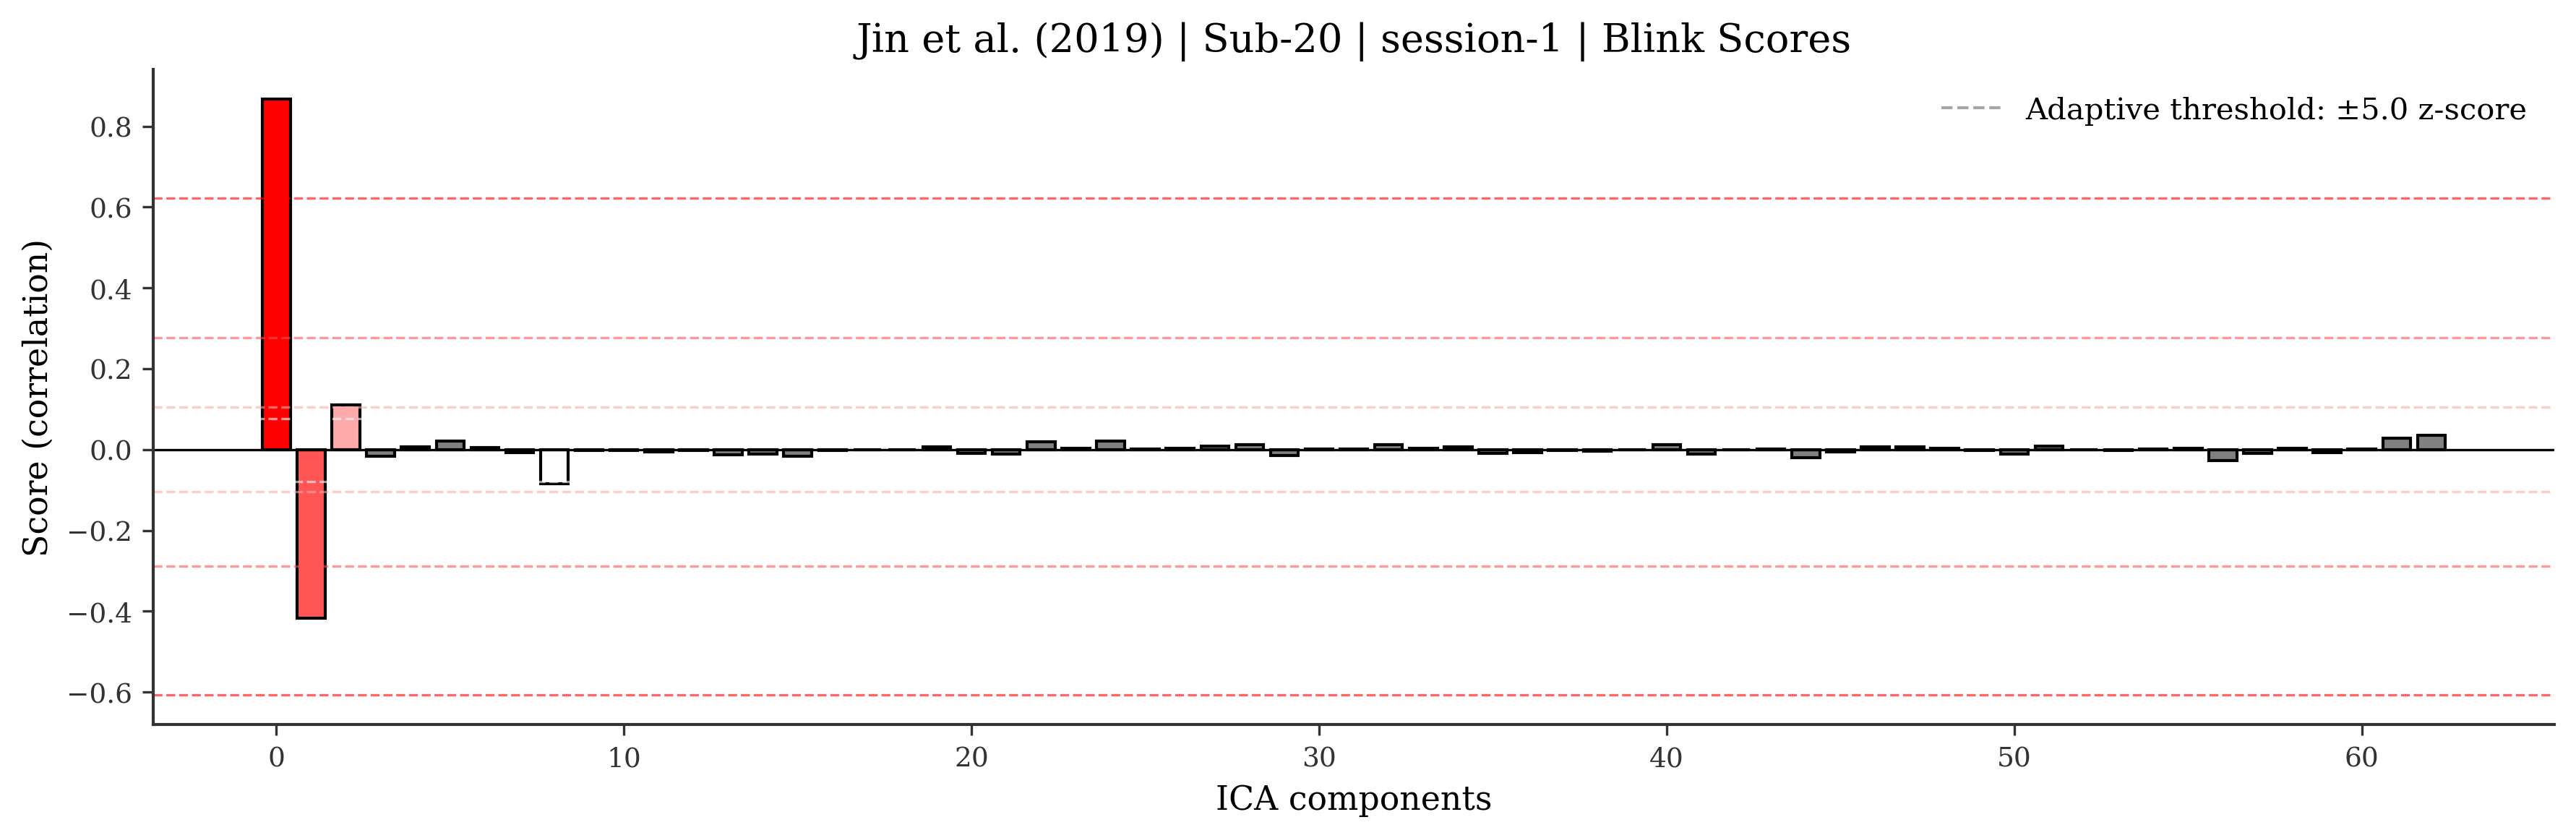 Jin et al. (2019) | Sub-20 | session-1 | Blink Scores
Adaptive threshold: ±5.0 z-score
Score (correlation)
0.8
0.6
0.4
0.2
0.0
−0.2
−0.4
−0.6
0 10 20 30 40 50 60
ICA components